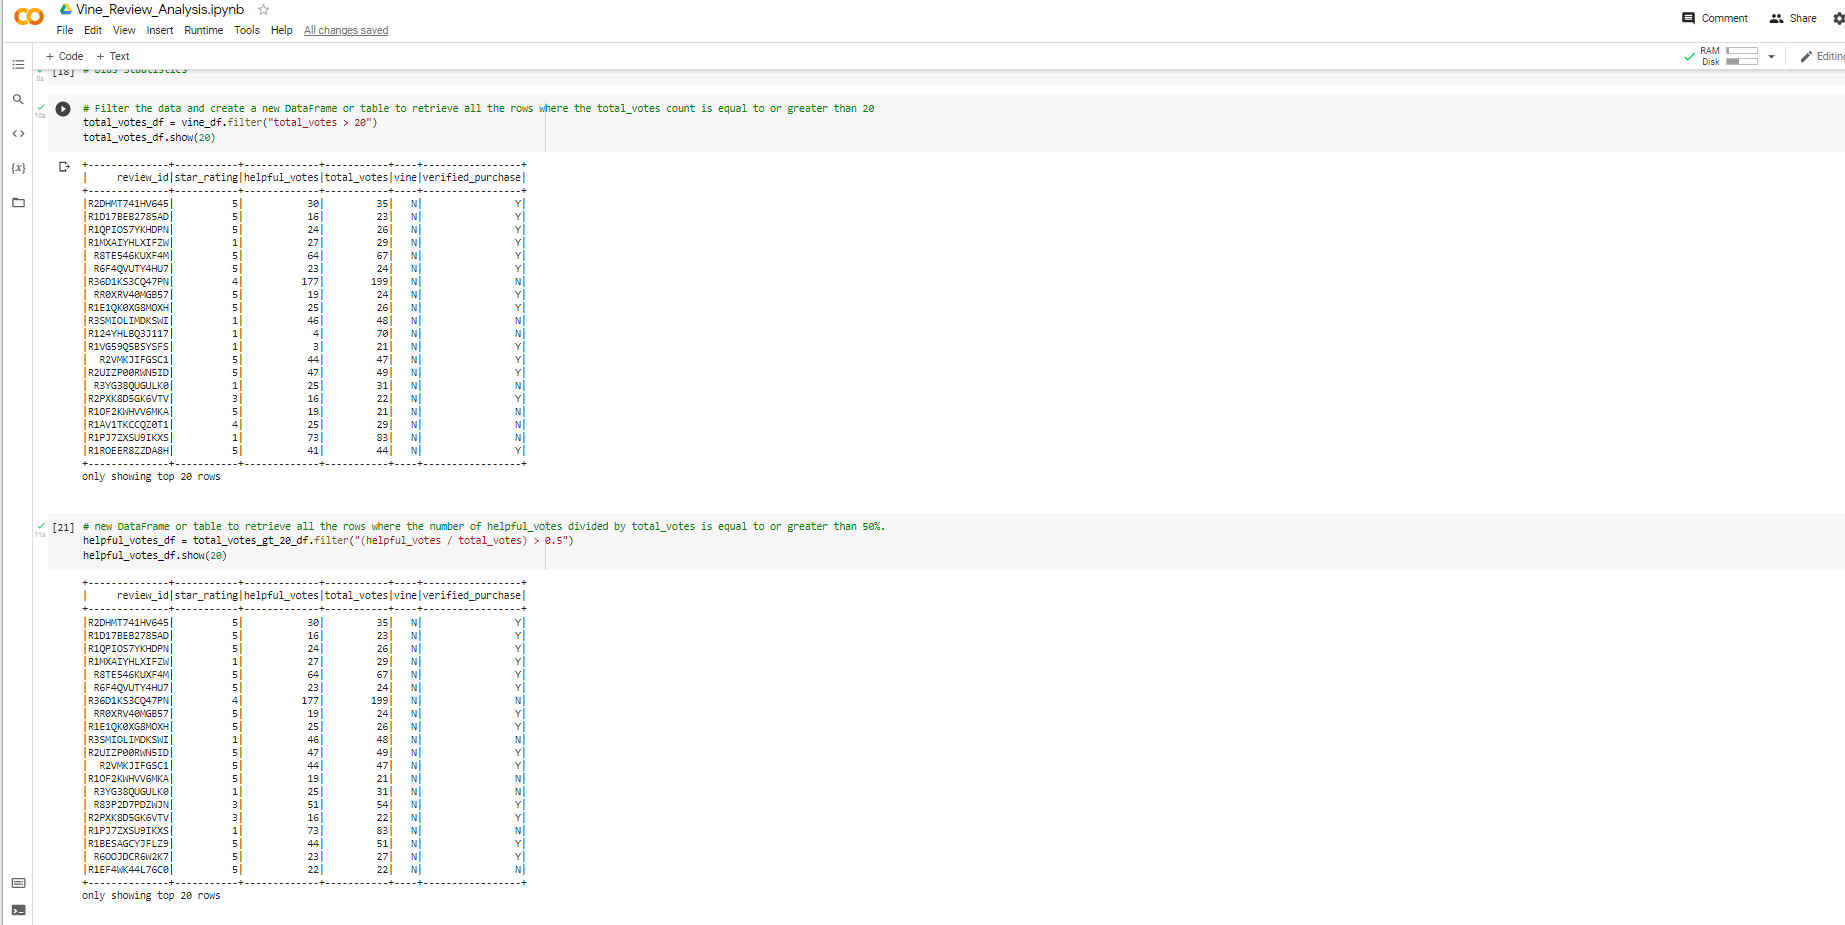 Vine_Review_Analysis.ipynb
Comment Share
File Edit View Insert Runtime Tools Help All changes saved
+ Code + Text
RAM
Disk
Editing
[18] # Bias Statistics
0s
10s
# Filter the data and create a new DataFrame or table to retrieve all the rows where the total_votes count is equal to or greater than 20
total_votes_df = vine_df.filter("total_votes > 20")
total_votes_df.show(20)
+--------------+-----------+-------------+-----------+----+-----------------+
|     review_id|star_rating|helpful_votes|total_votes|vine|verified_purchase|
+--------------+-----------+-------------+-----------+----+-----------------+
|R2DHMT741HV645|          5|           30|         35|   N|                Y|
|R1D17BEB2785AD|          5|           16|         23|   N|                Y|
|R1QPIOS7YKHDPN|          5|           24|         26|   N|                Y|
|R1MXAIYHLXIFZW|          1|           27|         29|   N|                Y|
| R8TE546KUXF4M|          5|           64|         67|   N|                Y|
| R6F4QVUTY4HU7|          5|           23|         24|   N|                Y|
|R36D1KS3CQ47PN|          4|          177|        199|   N|                N|
| RR0XRV40MGB57|          5|           19|         24|   N|                Y|
|R1E1QK0XG8MOXH|          5|           25|         26|   N|                Y|
|R3SMIOLIMDKSWI|          1|           46|         48|   N|                N|
|R124YHLBQ3J117|          1|            4|         70|   N|                N|
|R1VG59Q5BSYSFS|          1|            3|         21|   N|                Y|
|  R2VMKJIFGSC1|          5|           44|         47|   N|                Y|
|R2UIZP00RWN5ID|          5|           47|         49|   N|                Y|
| R3YG38QUGULK0|          1|           25|         31|   N|                N|
|R2PXK8D5GK6VTV|          3|           16|         22|   N|                Y|
|R1OF2KWHVV6MKA|          5|           19|         21|   N|                N|
|R1AV1TKCCQZ0T1|          4|           25|         29|   N|                N|
|R1PJ7ZXSU9IKXS|          1|           73|         83|   N|                N|
|R1ROEER8ZZDA8H|          5|           41|         44|   N|                Y|
+--------------+-----------+-------------+-----------+----+-----------------+
only showing top 20 rows
[21] # new DataFrame or table to retrieve all the rows where the number of helpful_votes divided by total_votes is equal to or greater than 50%.
11s
helpful_votes_df = total_votes_gt_20_df.filter("(helpful_votes / total_votes) > 0.5")
helpful_votes_df.show(20)
+--------------+-----------+-------------+-----------+----+-----------------+
|     review_id|star_rating|helpful_votes|total_votes|vine|verified_purchase|
+--------------+-----------+-------------+-----------+----+-----------------+
|R2DHMT741HV645|          5|           30|         35|   N|                Y|
|R1D17BEB2785AD|          5|           16|         23|   N|                Y|
|R1QPIOS7YKHDPN|          5|           24|         26|   N|                Y|
|R1MXAIYHLXIFZW|          1|           27|         29|   N|                Y|
| R8TE546KUXF4M|          5|           64|         67|   N|                Y|
| R6F4QVUTY4HU7|          5|           23|         24|   N|                Y|
|R36D1KS3CQ47PN|          4|          177|        199|   N|                N|
| RR0XRV40MGB57|          5|           19|         24|   N|                Y|
|R1E1QK0XG8MOXH|          5|           25|         26|   N|                Y|
|R3SMIOLIMDKSWI|          1|           46|         48|   N|                N|
|R2UIZP00RWN5ID|          5|           47|         49|   N|                Y|
|  R2VMKJIFGSC1|          5|           44|         47|   N|                Y|
|R1OF2KWHVV6MKA|          5|           19|         21|   N|                N|
| R3YG38QUGULK0|          1|           25|         31|   N|                N|
| R83P2D7PDZWJN|          3|           51|         54|   N|                Y|
|R2PXK8D5GK6VTV|          3|           16|         22|   N|                Y|
|R1PJ7ZXSU9IKXS|          1|           73|         83|   N|                N|
|R1BESAGCYJFLZ9|          5|           44|         51|   N|                Y|
| R6OOJDCR6W2K7|          5|           23|         27|   N|                Y|
|R1EF4WK44L76C0|          5|           22|         22|   N|                N|
+--------------+-----------+-------------+-----------+----+-----------------+
only showing top 20 rows